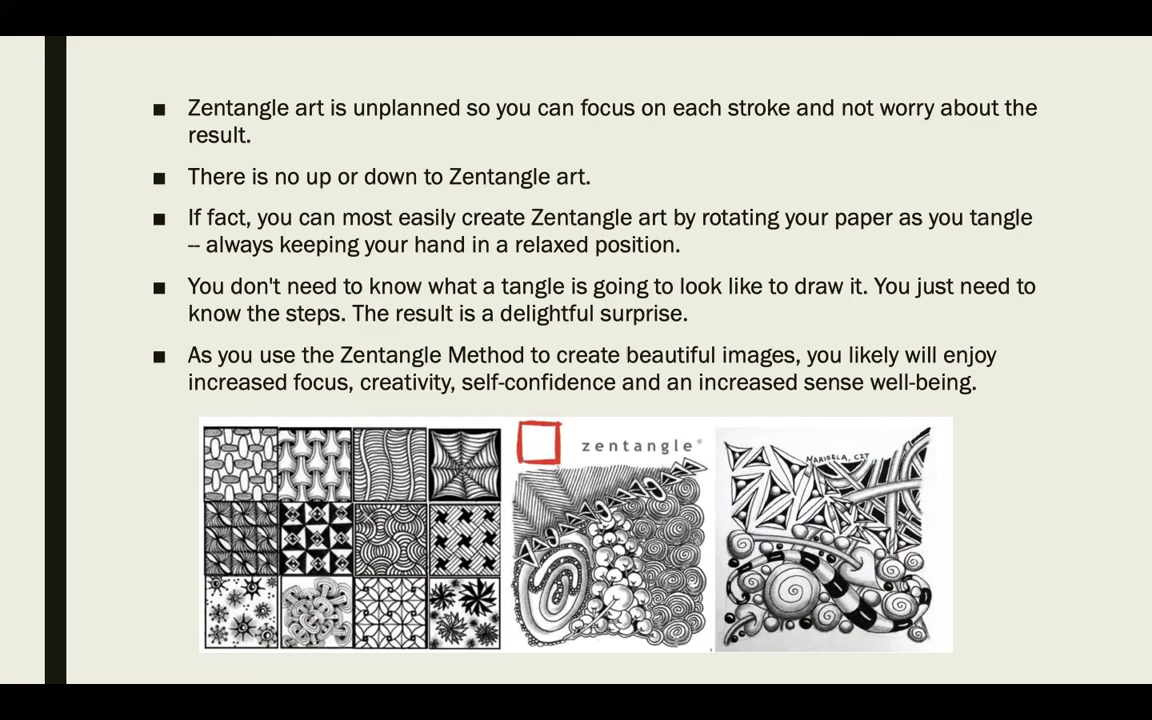 ■ Zentangle art is unplanned so you can focus on each stroke and not worry about the
result.
■ There is no up or down to Zentangle art.
■ If fact, you can most easily create Zentangle art by rotating your paper as you tangle
-- always keeping your hand in a relaxed position.
■ You don't need to know what a tangle is going to look like to draw it. You just need to
know the steps. The result is a delightful surprise.
■ As you use the Zentangle Method to create beautiful images, you likely will enjoy
increased focus, creativity, self-confidence and an increased sense well-being.
zentangle®
MARISELA, CZT